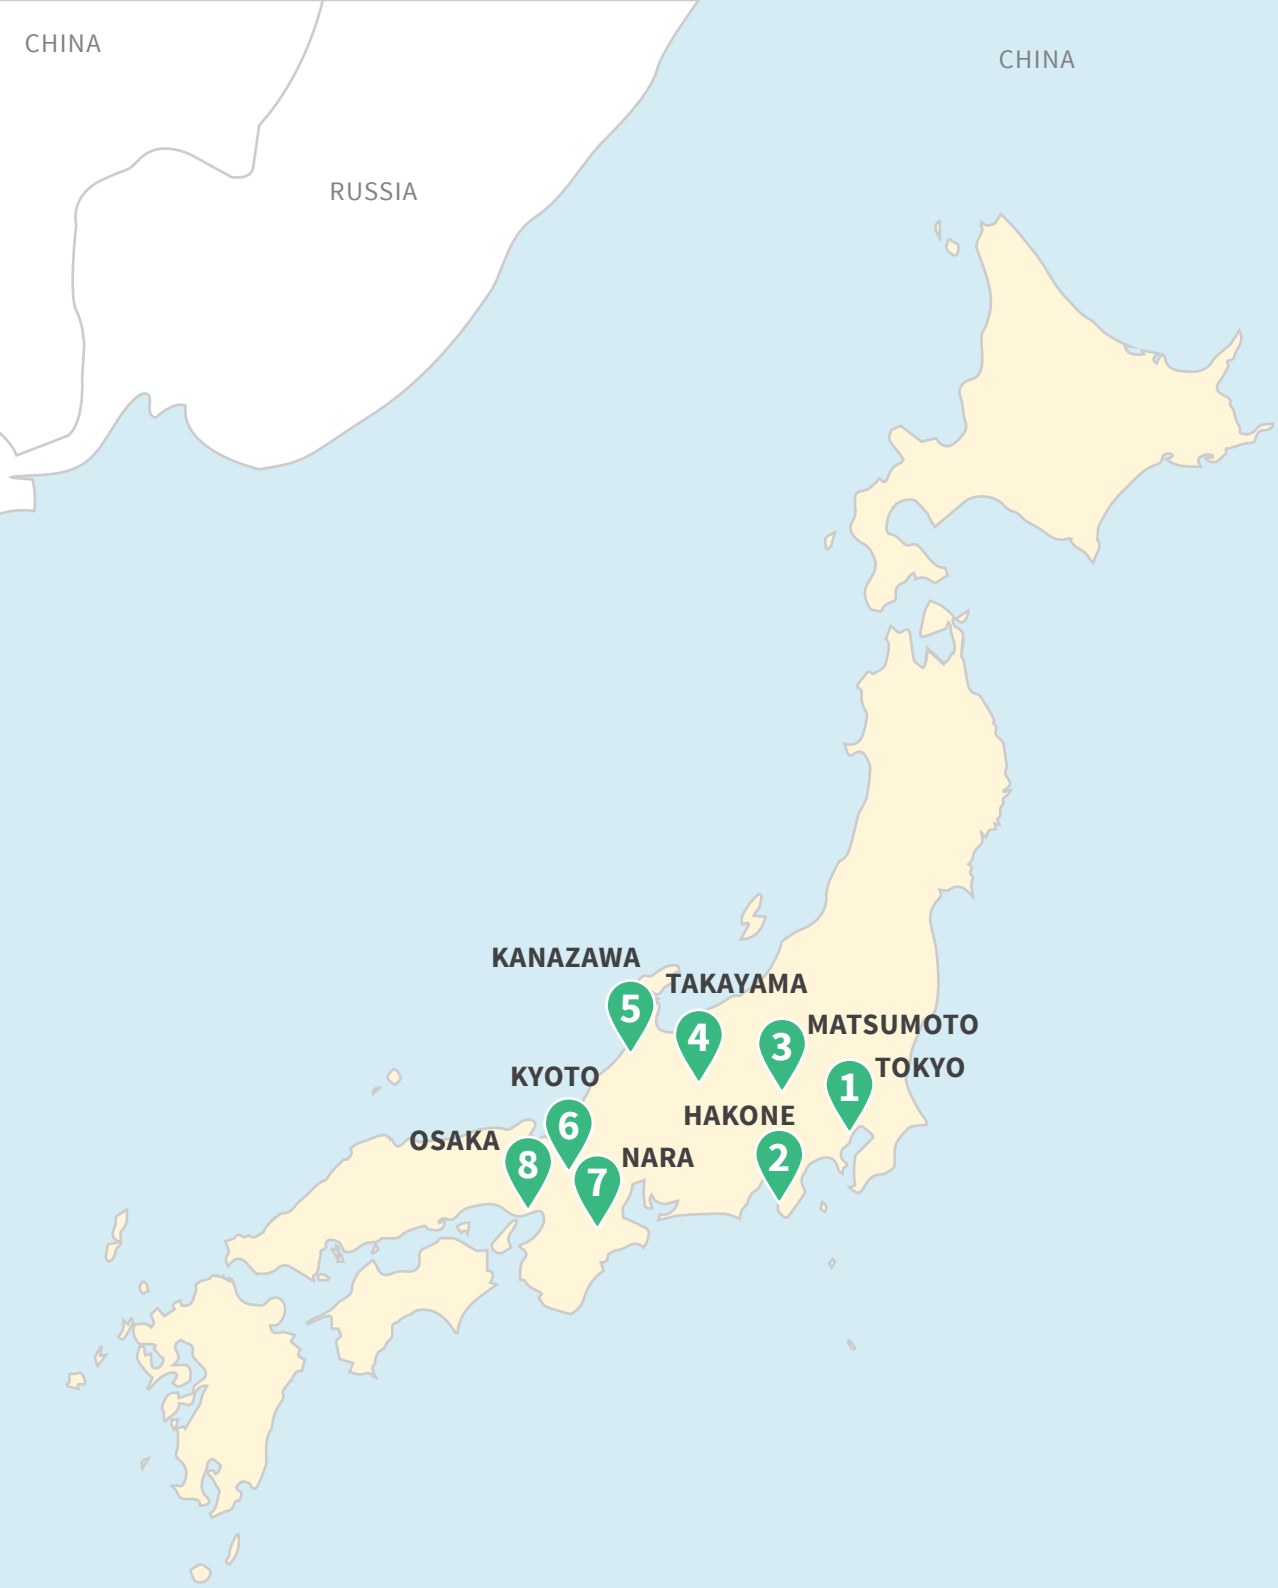 CHINA
CHINA
RUSSIA
KANAZAWA
5
TAKAYAMA
4
MATSUMOTO
3
TOKYO
1
KYOTO
6
HAKONE
2
OSAKA
8
NARA
7